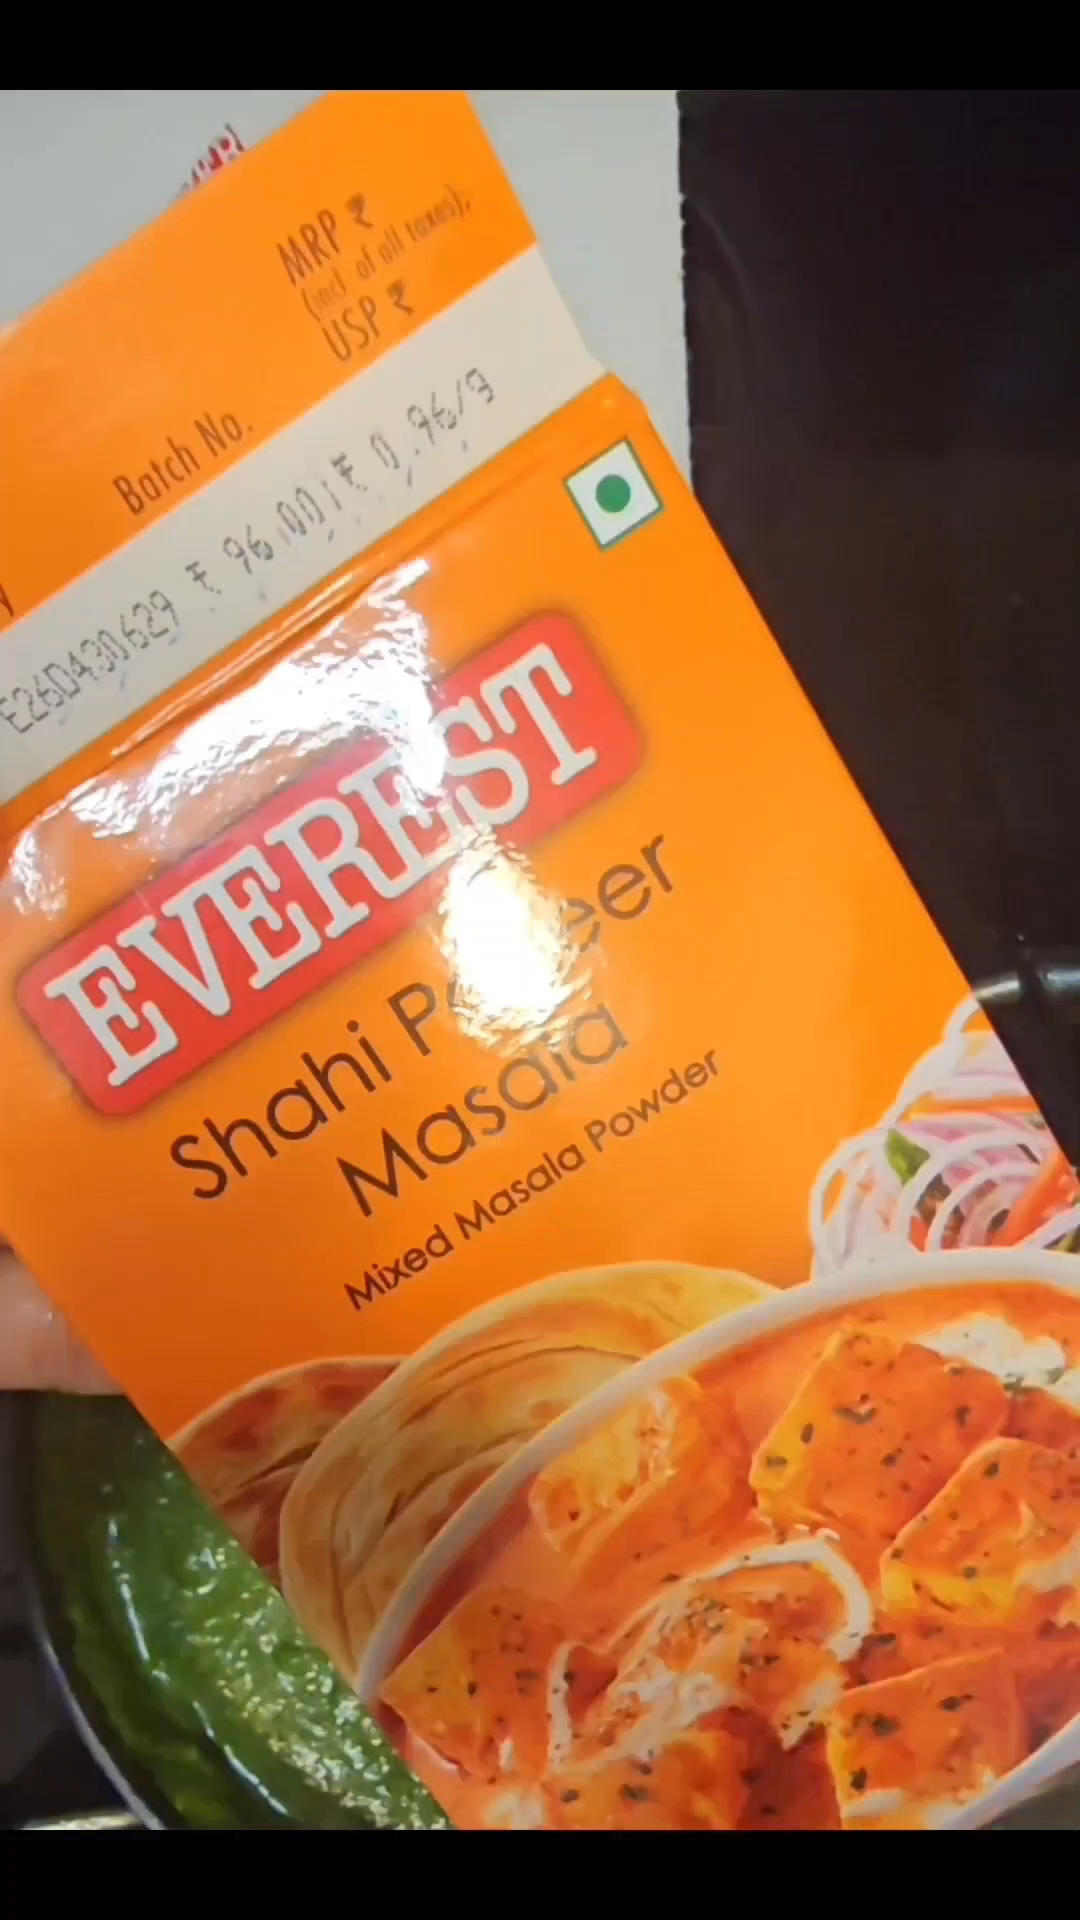 MRP ₹
(incl. of all taxes),
USP ₹
Batch No.
E26D430629 ₹ 96.00;₹ 0.96/g
EVEREST
Shahi Paneer
Masala
Mixed Masala Powder